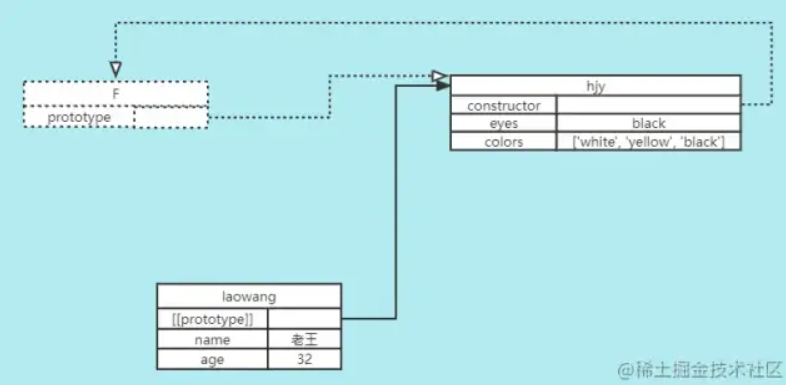 F
prototype
hjy
constructor
eyes black
colors ['white', 'yellow', 'black']
laowang
[[prototype]]
name 老王
age 32
@稀土掘金技术社区